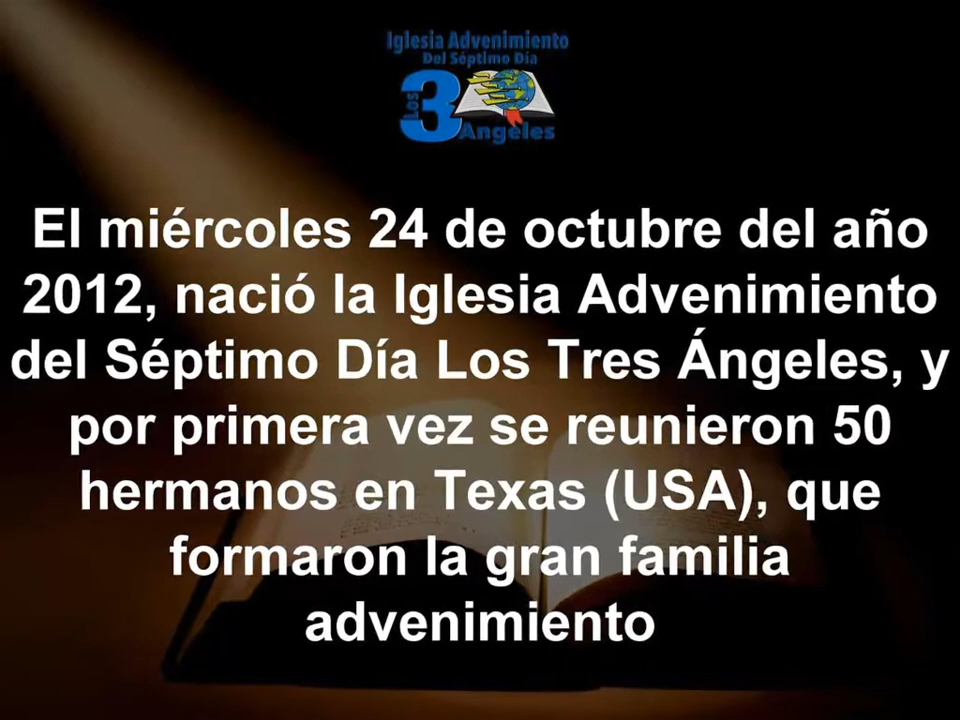 Iglesia Advenimiento
Del Séptimo Día
Los 3 Angeles
El miércoles 24 de octubre del año
2012, nació la Iglesia Advenimiento
del Séptimo Día Los Tres Ángeles, y
por primera vez se reunieron 50
hermanos en Texas (USA), que
formaron la gran familia
advenimiento